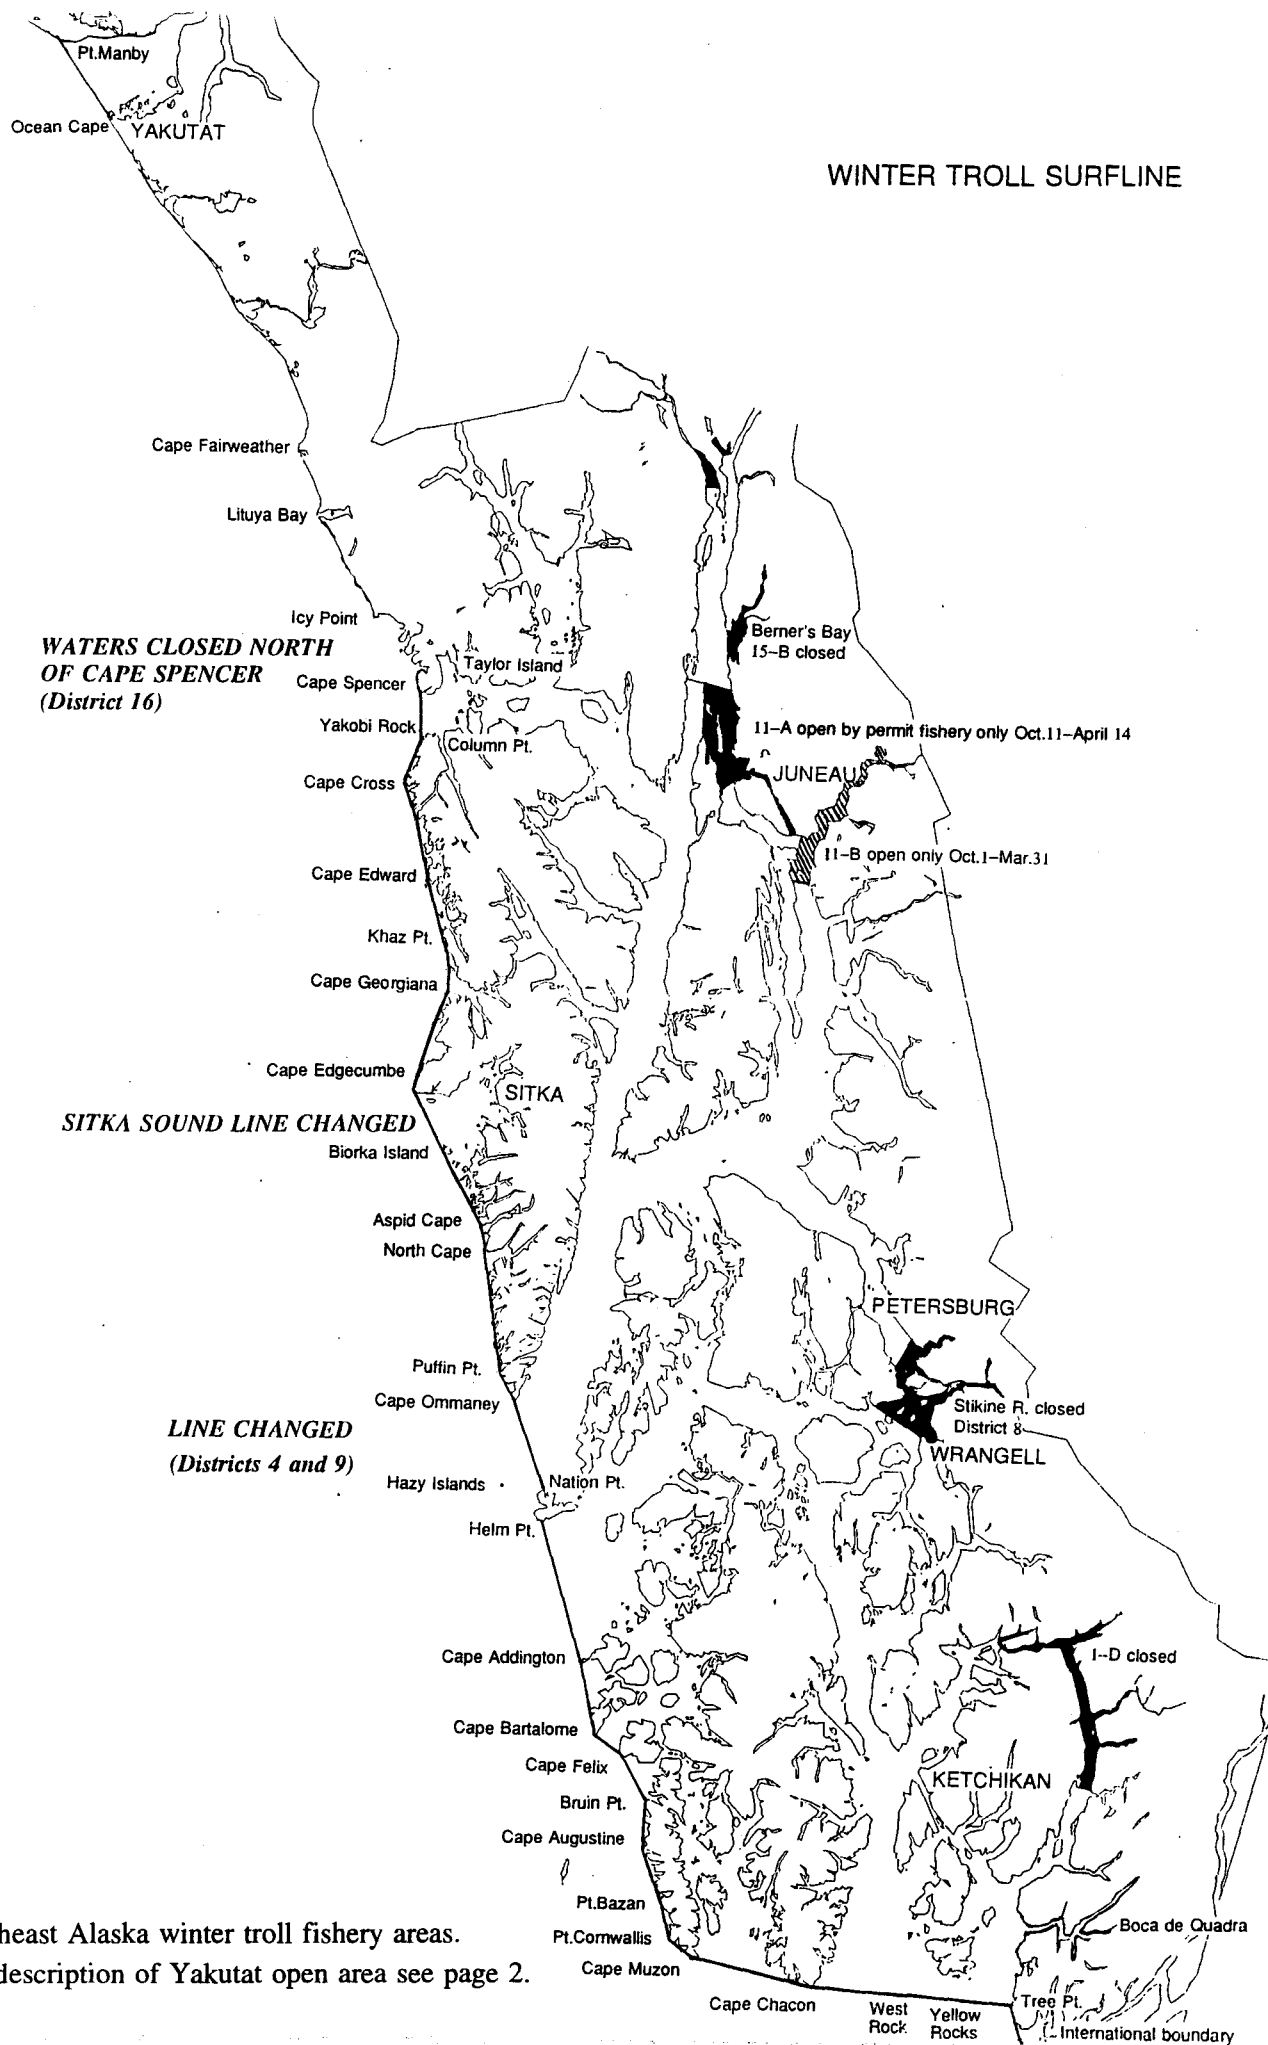 Pt.Manby
Ocean Cape
YAKUTAT
WINTER TROLL SURFLINE
Cape Fairweather
Lituya Bay
Icy Point
WATERS CLOSED NORTH
OF CAPE SPENCER
(District 16)
Taylor Island
Berner's Bay
15-B closed
Cape Spencer
Yakobi Rock
Column Pt.
11-A open by permit fishery only Oct.11-April 14
Cape Cross
JUNEAU
11-B open only Oct.1-Mar.31
Cape Edward
Khaz Pt.
Cape Georgiana
Cape Edgecumbe
SITKA
SITKA SOUND LINE CHANGED
Biorka Island
Aspid Cape
North Cape
PETERSBURG
Puffin Pt.
Cape Ommaney
Stikine R. closed
District 8
LINE CHANGED
(Districts 4 and 9)
WRANGELL
Hazy Islands
Nation Pt.
Helm Pt.
Cape Addington
1-D closed
Cape Bartalome
Cape Felix
KETCHIKAN
Bruin Pt.
Cape Augustine
Pt.Bazan
Boca de Quadra
heast Alaska winter troll fishery areas.
Pt.Cornwallis
Cape Muzon
description of Yakutat open area see page 2.
Cape Chacon
West
Rock
Yellow
Rocks
Tree Pt.
International boundary